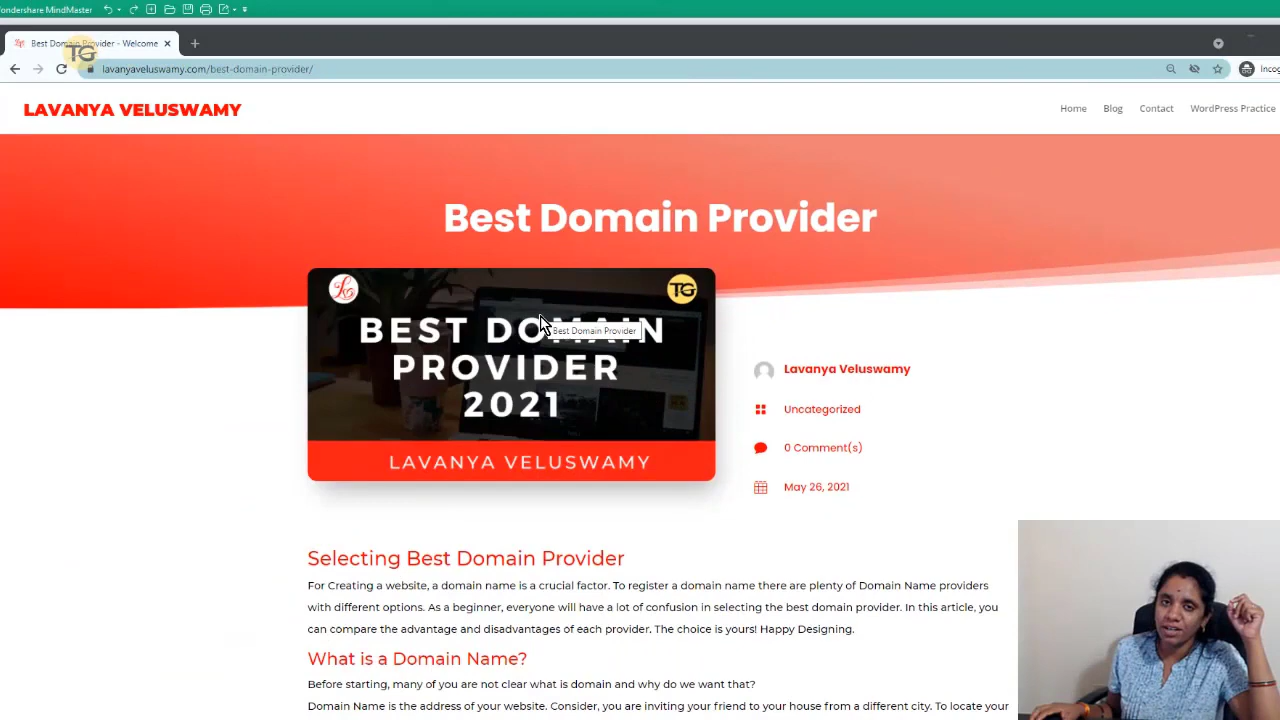 ondershare MindMaster
Best Domain Provider - Welcome
TG
lavanyaveluswamy.com/best-domain-provider/
Incog
LAVANYA VELUSWAMY
Home Blog Contact WordPress Practice
Best Domain Provider
TG
BEST DOMAIN
Best Domain Provider
PROVIDER
2021
LAVANYA VELUSWAMY
Lavanya Veluswamy
Uncategorized
0 Comment(s)
May 26, 2021
Selecting Best Domain Provider
For Creating a website, a domain name is a crucial factor. To register a domain name there are plenty of Domain Name providers
with different options. As a beginner, everyone will have a lot of confusion in selecting the best domain provider. In this article, you
can compare the advantage and disadvantages of each provider. The choice is yours! Happy Designing.
What is a Domain Name?
Before starting, many of you are not clear what is domain and why do we want that?
Domain Name is the address of your website. Consider, you are inviting your friend to your house from a different city. To locate your